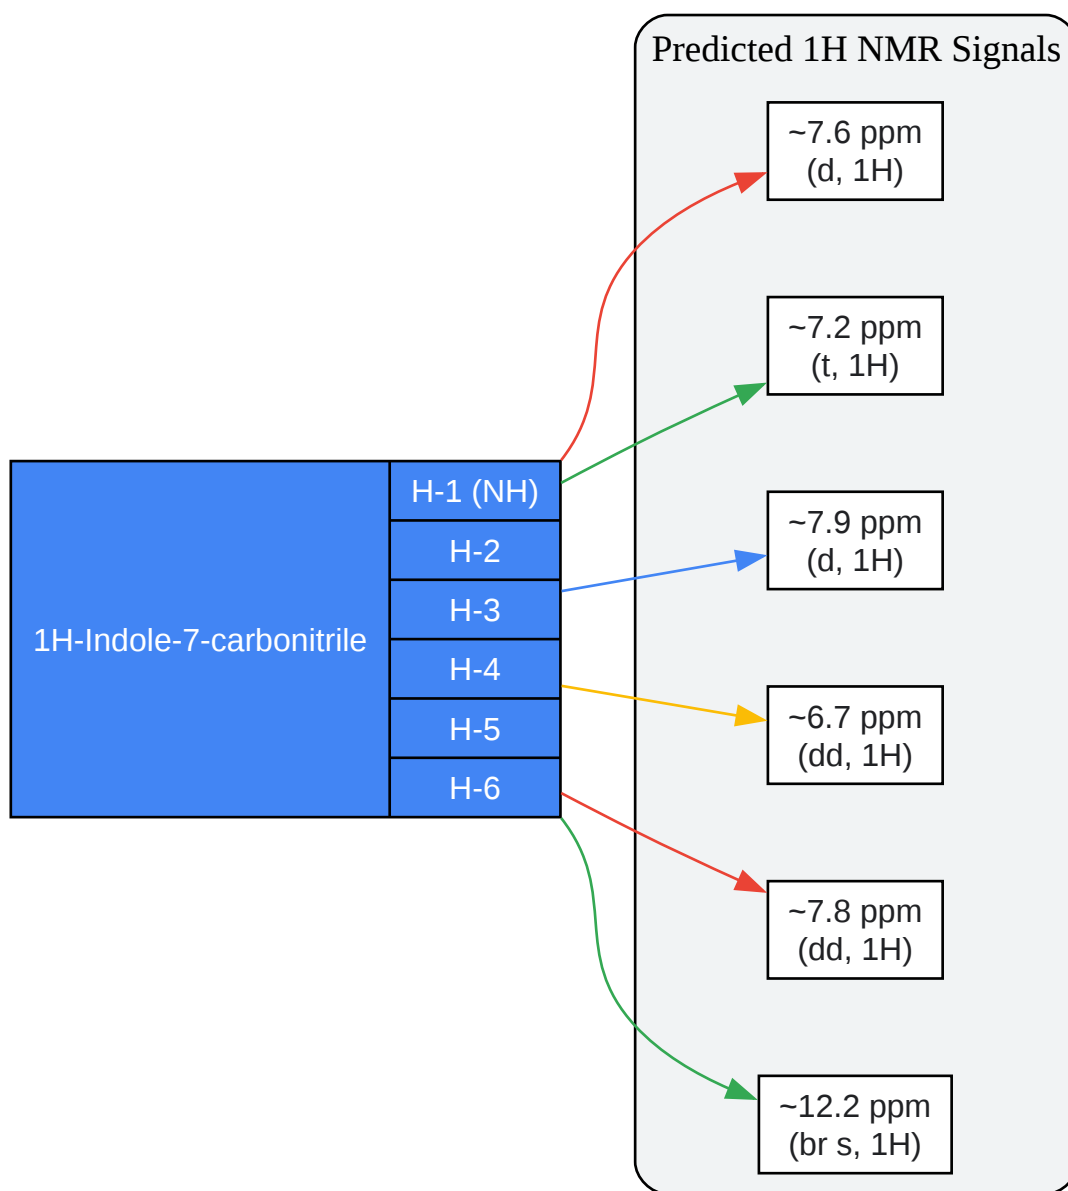 Predicted 1H NMR Signals
~7.6 ppm
(d, 1H)
~7.2 ppm
(t, 1H)
~7.9 ppm
(d, 1H)
~6.7 ppm
(dd, 1H)
~7.8 ppm
(dd, 1H)
~12.2 ppm
(br s, 1H)
1H-Indole-7-carbonitrile
H-1 (NH)
H-2
H-3
H-4
H-5
H-6